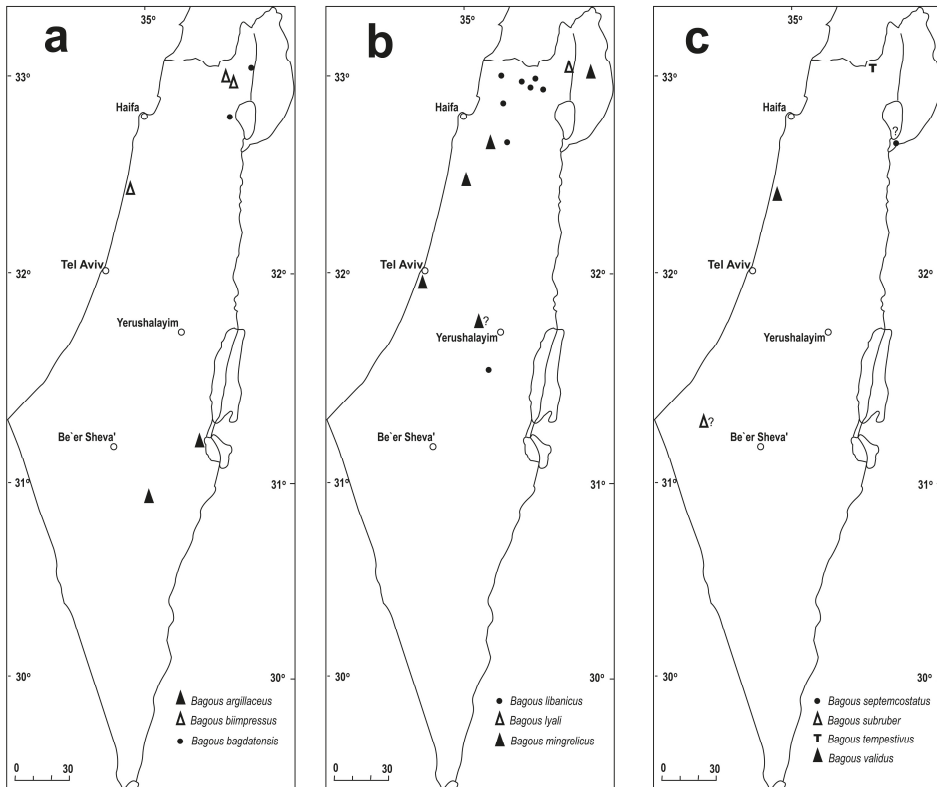 a
35°
33°
Haifa
Tel Aviv
32°
Yerushalayim
Be`er Sheva'
31°
30°
Bagous argillaceus
Bagous biimpressus
Bagous bagdatensis
0 30
b
35°
33°
Haifa
Tel Aviv
32°
?
Yerushalayim
Be`er Sheva'
31°
30°
Bagous libanicus
Bagous lyali
Bagous mingrelicus
0 30
c
35°
33°
Haifa
?
Tel Aviv
32°
Yerushalayim
?
Be`er Sheva'
31°
30°
Bagous septemcostatus
Bagous subruber
T Bagous tempestivus
Bagous validus
0 30